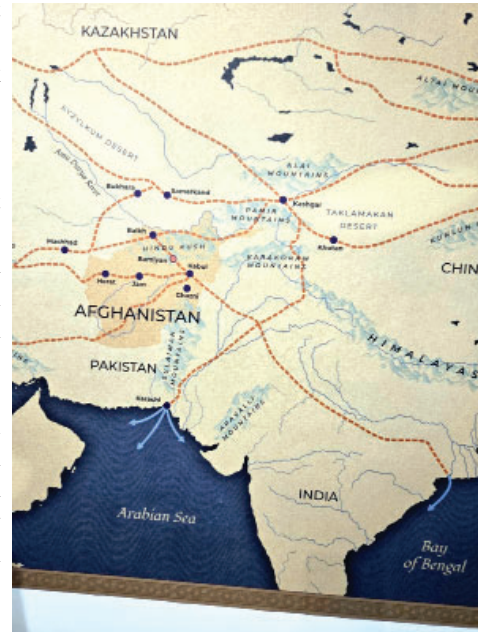 KAZAKHSTAN
ALTAI MOUN
KYZYLKUM DESERT
Amu Darya River
ALAI
MOUNTAINS
Bukhara
Samarkand
Kashgar
PAMIR
MOUNTAINS
TAKLAMAKAN
DESERT
Khotan
KUNLUN
Balkh
HINDU KUSH
Mashhad
Bamiyan
KARAKORAM
MOUNTAINS
CHIN
Herat
Jam
Kabul
Ghazni
AFGHANISTAN
HIMALAYAS
PAKISTAN
SULAIMAN
MOUNTAINS
Karachi
ARAVALLI
MOUNTAINS
INDIA
Arabian Sea
Bay
of Bengal